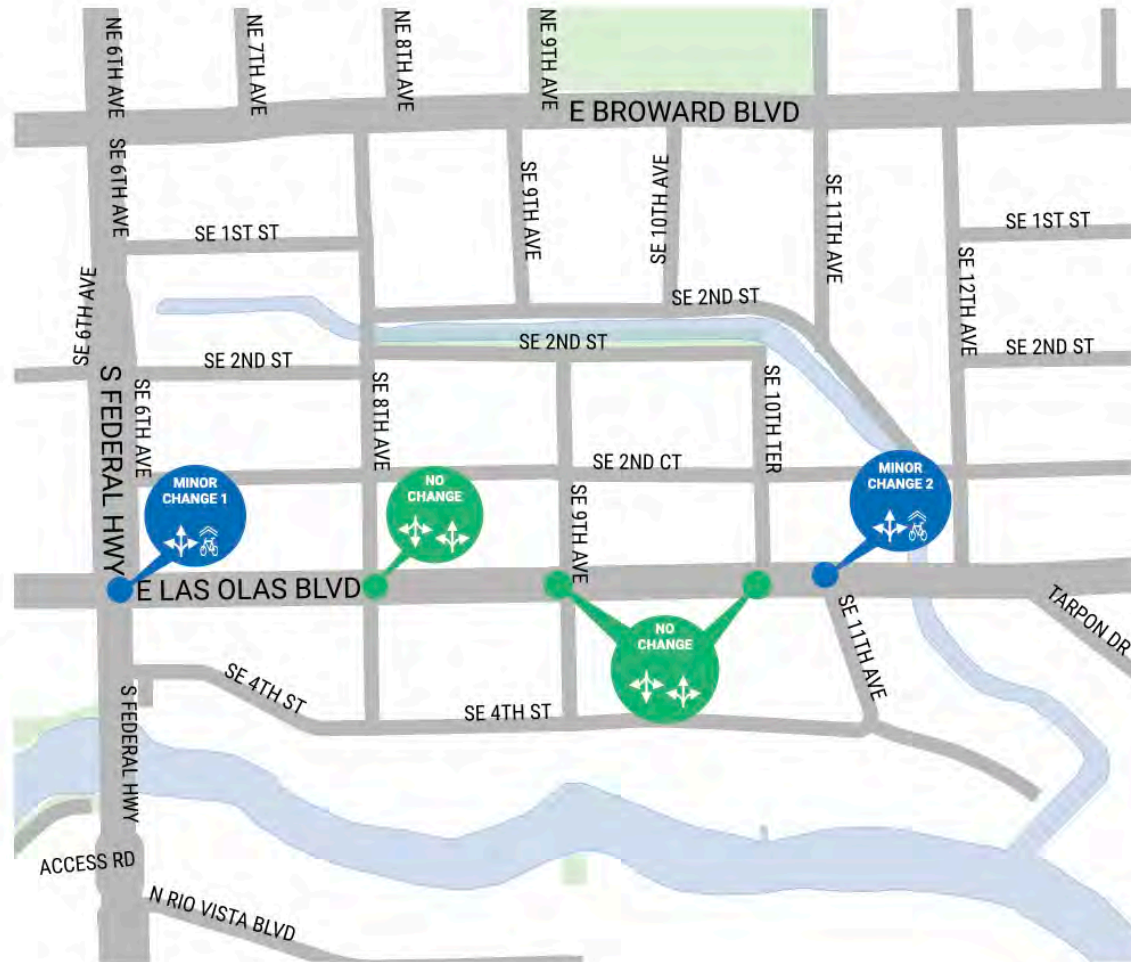 NE 6TH AVE
NE 7TH AVE
NE 8TH AVE
NE 9TH AVE
E BROWARD BLVD
SE 6TH AVE
SE 9TH AVE
SE 10TH AVE
SE 11TH AVE
SE 1ST ST
SE 1ST ST
SE 12TH AVE
SE 6TH AVE
SE 2ND ST
SE 2ND ST
SE 2ND ST
SE 2ND ST
S FEDERAL HWY
SE 6TH AVE
SE 8TH AVE
SE 10TH TER
SE 2ND CT
MINOR
CHANGE 1
NO
CHANGE
SE 9TH AVE
MINOR
CHANGE 2
E LAS OLAS BLVD
TARPON DR
NO
CHANGE
SE 11TH AVE
SE 4TH ST
SE 4TH ST
S FEDERAL HWY
ACCESS RD
N RIO VISTA BLVD